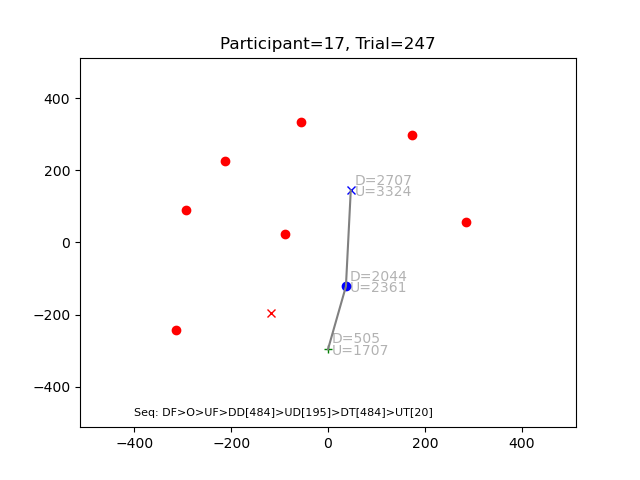 Participant=17, Trial=247
400
200
0
−200
−400
D=2707
U=3324
D=2044
U=2361
D=505
U=1707
Seq: DF>O>UF>DD[484]>UD[195]>DT[484]>UT[20]
−400
−200
0
200
400